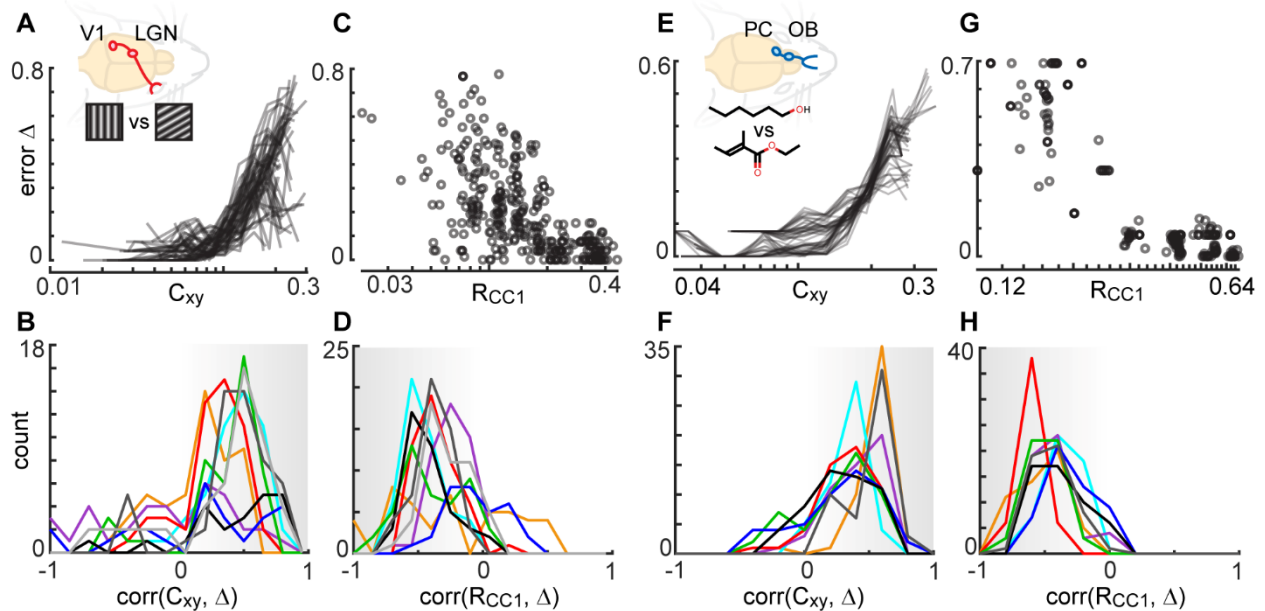 A
V1 LGN
0.8
vs
error Δ
0
0.01 Cxy 0.3
C
0.8
0
0.03 RCC1 0.4
E
PC OB
0.6
OH
vs
O
O
0
0.04 Cxy 0.3
G
0.7
0
0.12 RCC1 0.64
B
18
count
0
-1 0 1
corr(Cxy, Δ)
D
25
0
-1 0 1
corr(RCC1, Δ)
F
35
0
-1 0 1
corr(Cxy, Δ)
H
40
0
-1 0 1
corr(RCC1, Δ)